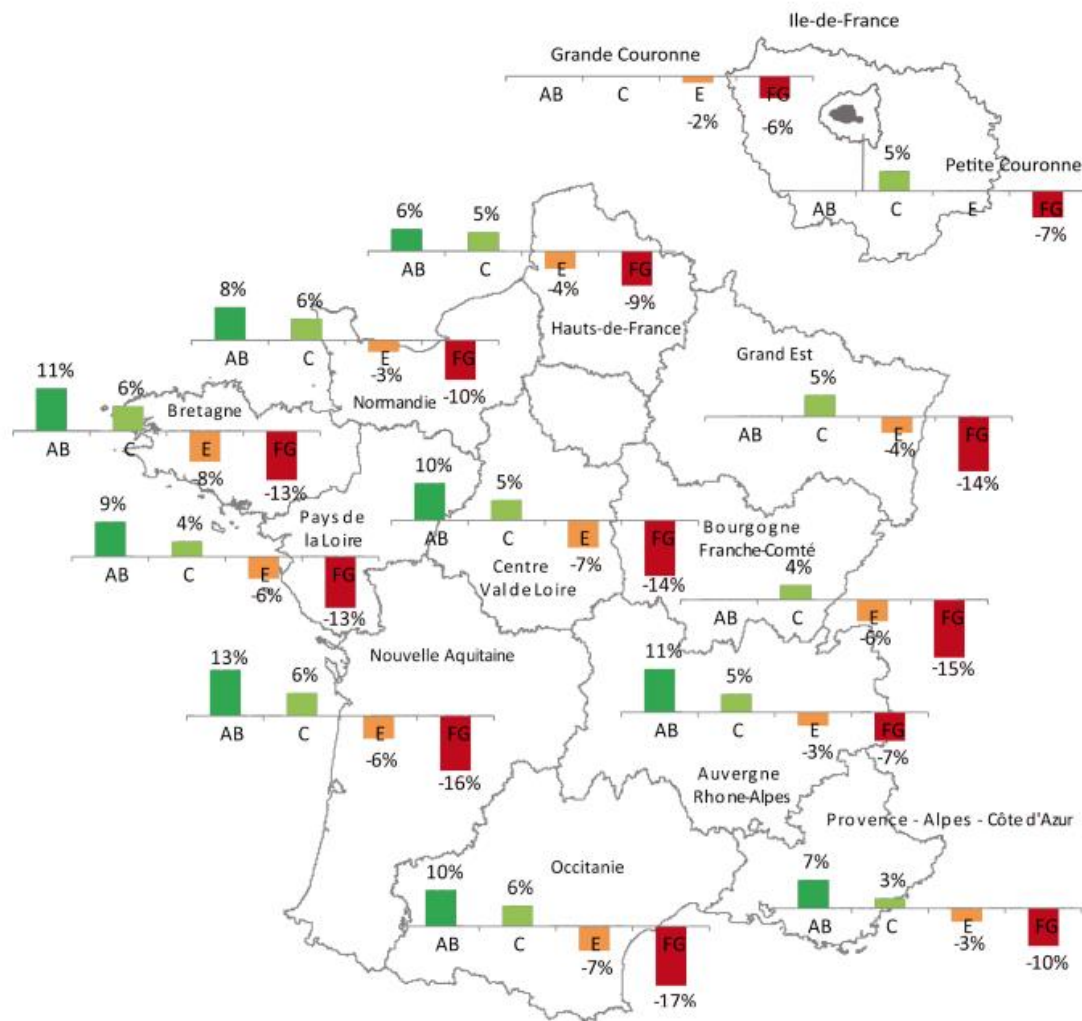 Ile-de-France
Grande Couronne
AB C E FG
-2% -6%
5%
Petite Couronne
AB C E FG
-7%
6% 5%
AB C E FG
-4% -9%
Hauts-de-France
8% 6%
AB C E FG
-3% -10%
Normandie
Grand Est
5%
AB C E FG
-4%
-14%
11% 6%
Bretagne
AB C E FG
-8% -13%
10% 5%
AB C E FG
-7% -14%
Centre
Val de Loire
9% 4%
Pays de
la Loire
AB C E FG
-6% -13%
Bourgogne
Franche-Comté
4%
AB C E FG
-6%
-15%
Nouvelle Aquitaine
13% 6%
AB C E FG
-6% -16%
11% 5%
AB C E FG
-3% -7%
Auvergne
Rhone-Alpes
Provence - Alpes - Côte d'Azur
7% 3%
AB C E FG
-3% -10%
Occitanie
10% 6%
AB C E FG
-7%
-17%